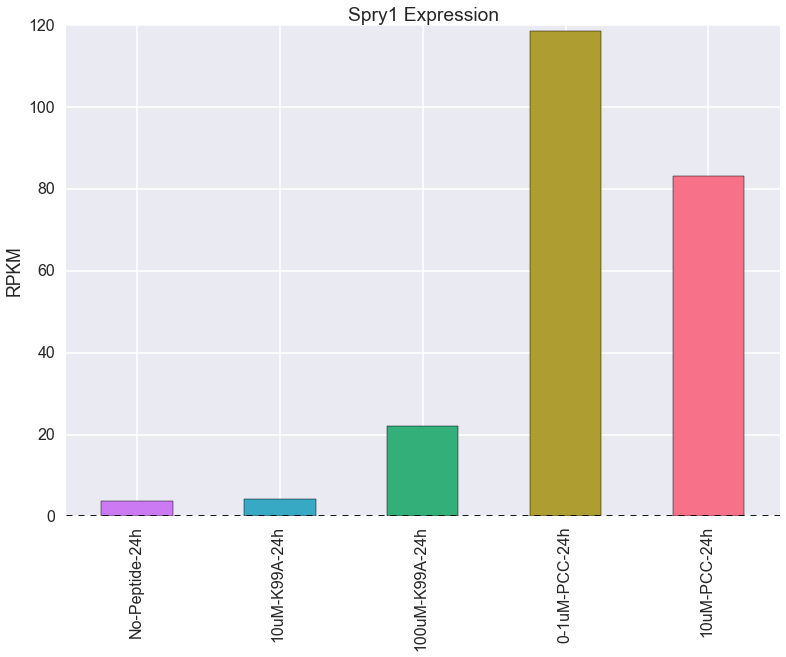 Spry1 Expression
120
100
80
60
40
20
0
RPKM
No-Peptide-24h
10uM-K99A-24h
100uM-K99A-24h
0-1uM-PCC-24h
10uM-PCC-24h